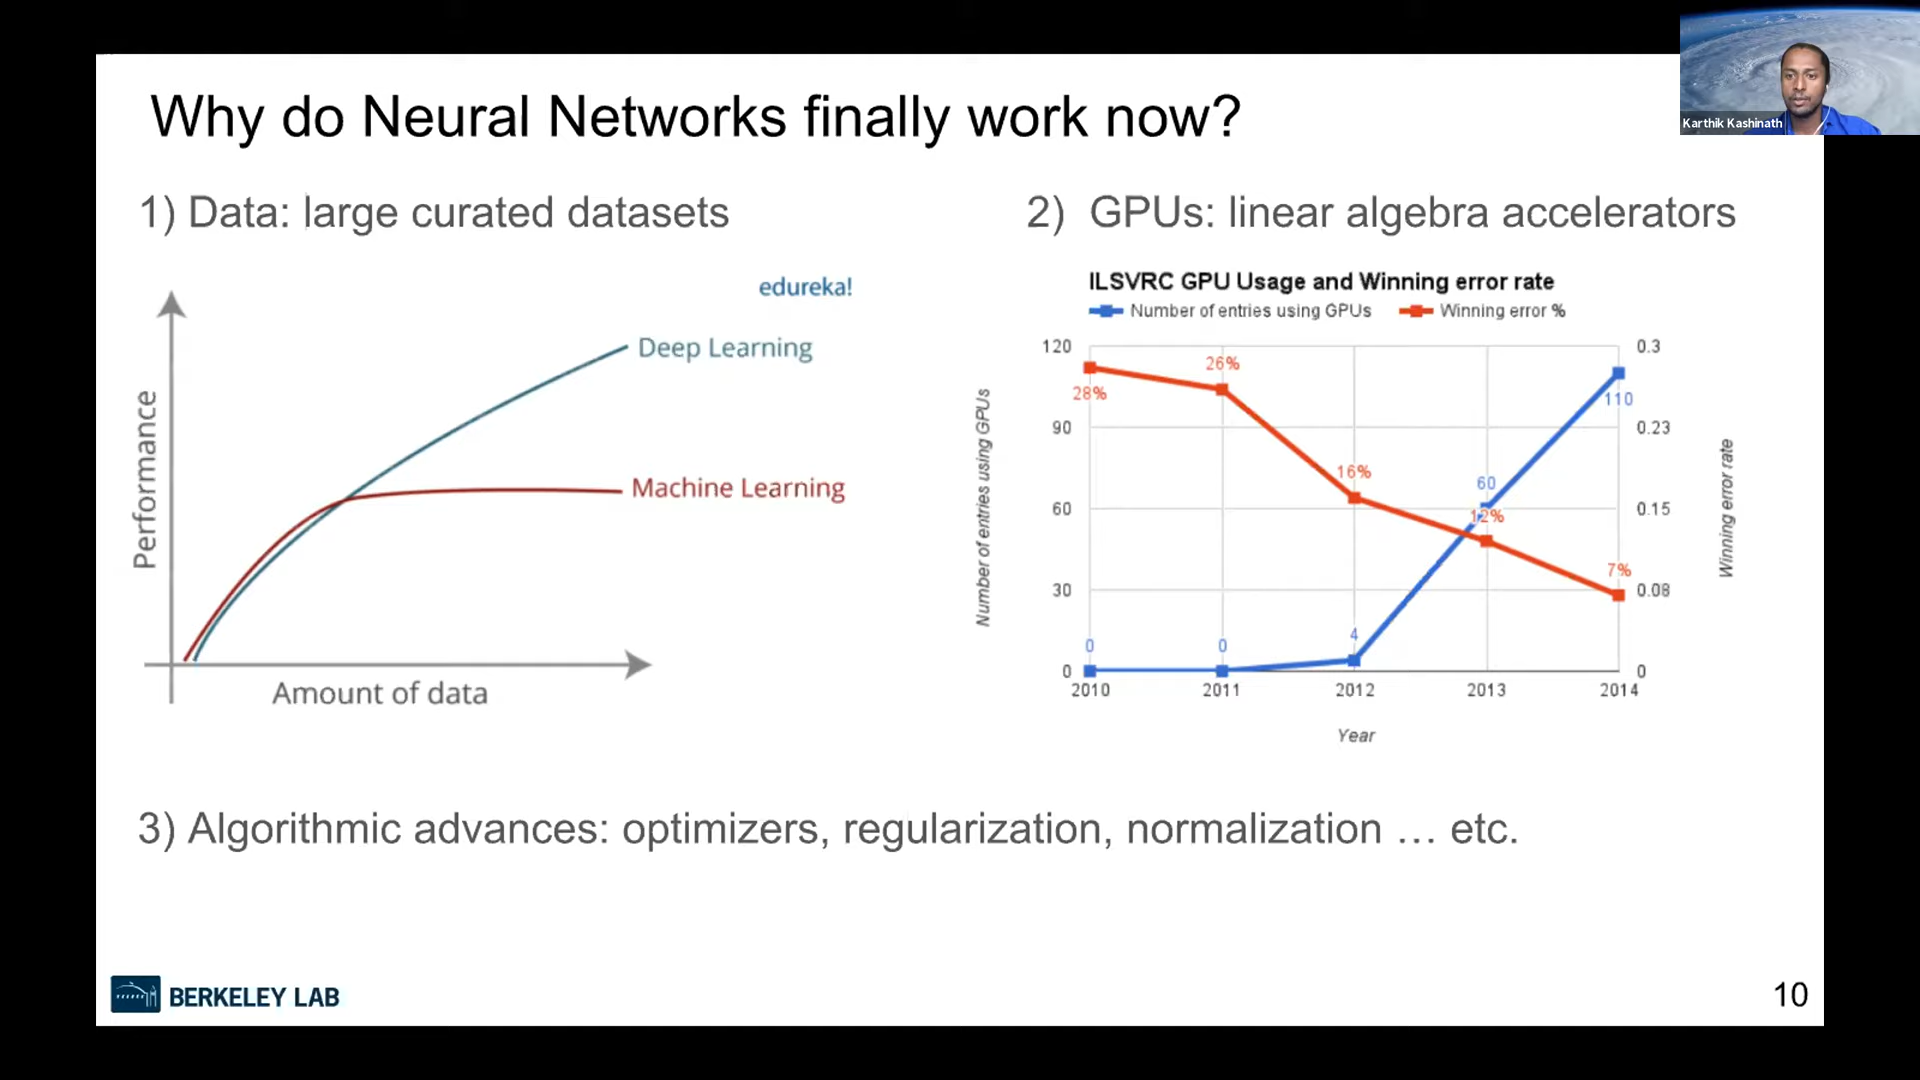 Why do Neural Networks finally work now?
Karthik Kashinath
1) Data: large curated datasets
edureka!
Deep Learning
Machine Learning
Performance
Amount of data
2) GPUs: linear algebra accelerators
ILSVRC GPU Usage and Winning error rate
Number of entries using GPUs
Winning error %
Number of entries using GPUs
120
90
60
30
0
28%
26%
16%
12%
7%
0
0
4
60
110
0.3
0.23
0.15
0.08
0
Winning error rate
2010 2011 2012 2013 2014
Year
3) Algorithmic advances: optimizers, regularization, normalization … etc.
BERKELEY LAB
10